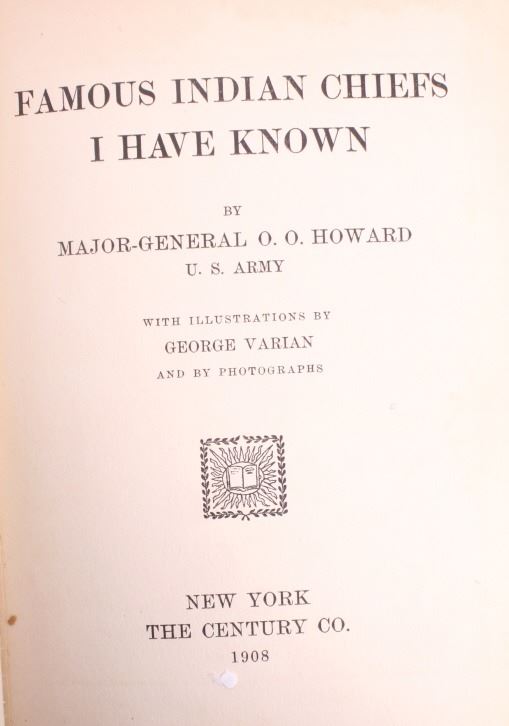 FAMOUS INDIAN CHIEFS
I HAVE KNOWN
BY
MAJOR-GENERAL O. O. HOWARD
U. S. ARMY
WITH ILLUSTRATIONS BY
GEORGE VARIAN
AND BY PHOTOGRAPHS
NEW YORK
THE CENTURY CO.
1908